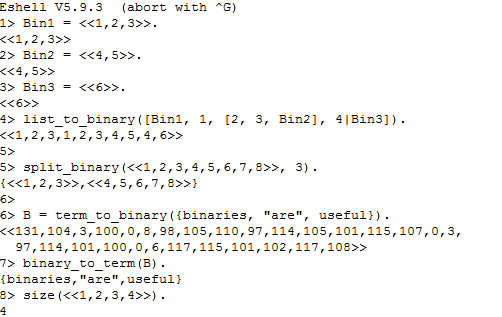 Eshell V5.9.3  (abort with ^G)
1> Bin1 = <<1,2,3>>.
<<1,2,3>>
2> Bin2 = <<4,5>>.
<<4,5>>
3> Bin3 = <<6>>.
<<6>>
4> list_to_binary([Bin1, 1, [2, 3, Bin2], 4|Bin3]).
<<1,2,3,1,2,3,4,5,4,6>>
5>
5> split_binary(<<1,2,3,4,5,6,7,8>>, 3).
{<<1,2,3>>,<<4,5,6,7,8>>}
6>
6> B = term_to_binary({binaries, "are", useful}).
<<131,104,3,100,0,8,98,105,110,97,114,105,101,115,107,0,3,
  97,114,101,100,0,6,117,115,101,102,117,108>>
7> binary_to_term(B).
{binaries,"are",useful}
8> size(<<1,2,3,4>>).
4